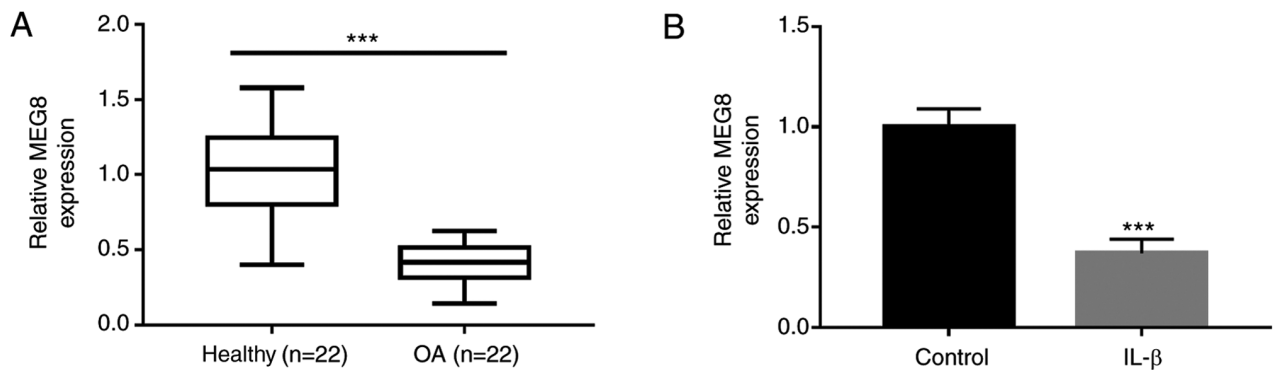 A
Relative MEG8
expression
2.0
1.5
1.0
0.5
0.0
***
Healthy (n=22)
OA (n=22)
B
Relative MEG8
expression
1.5
1.0
0.5
0.0
***
Control
IL-β